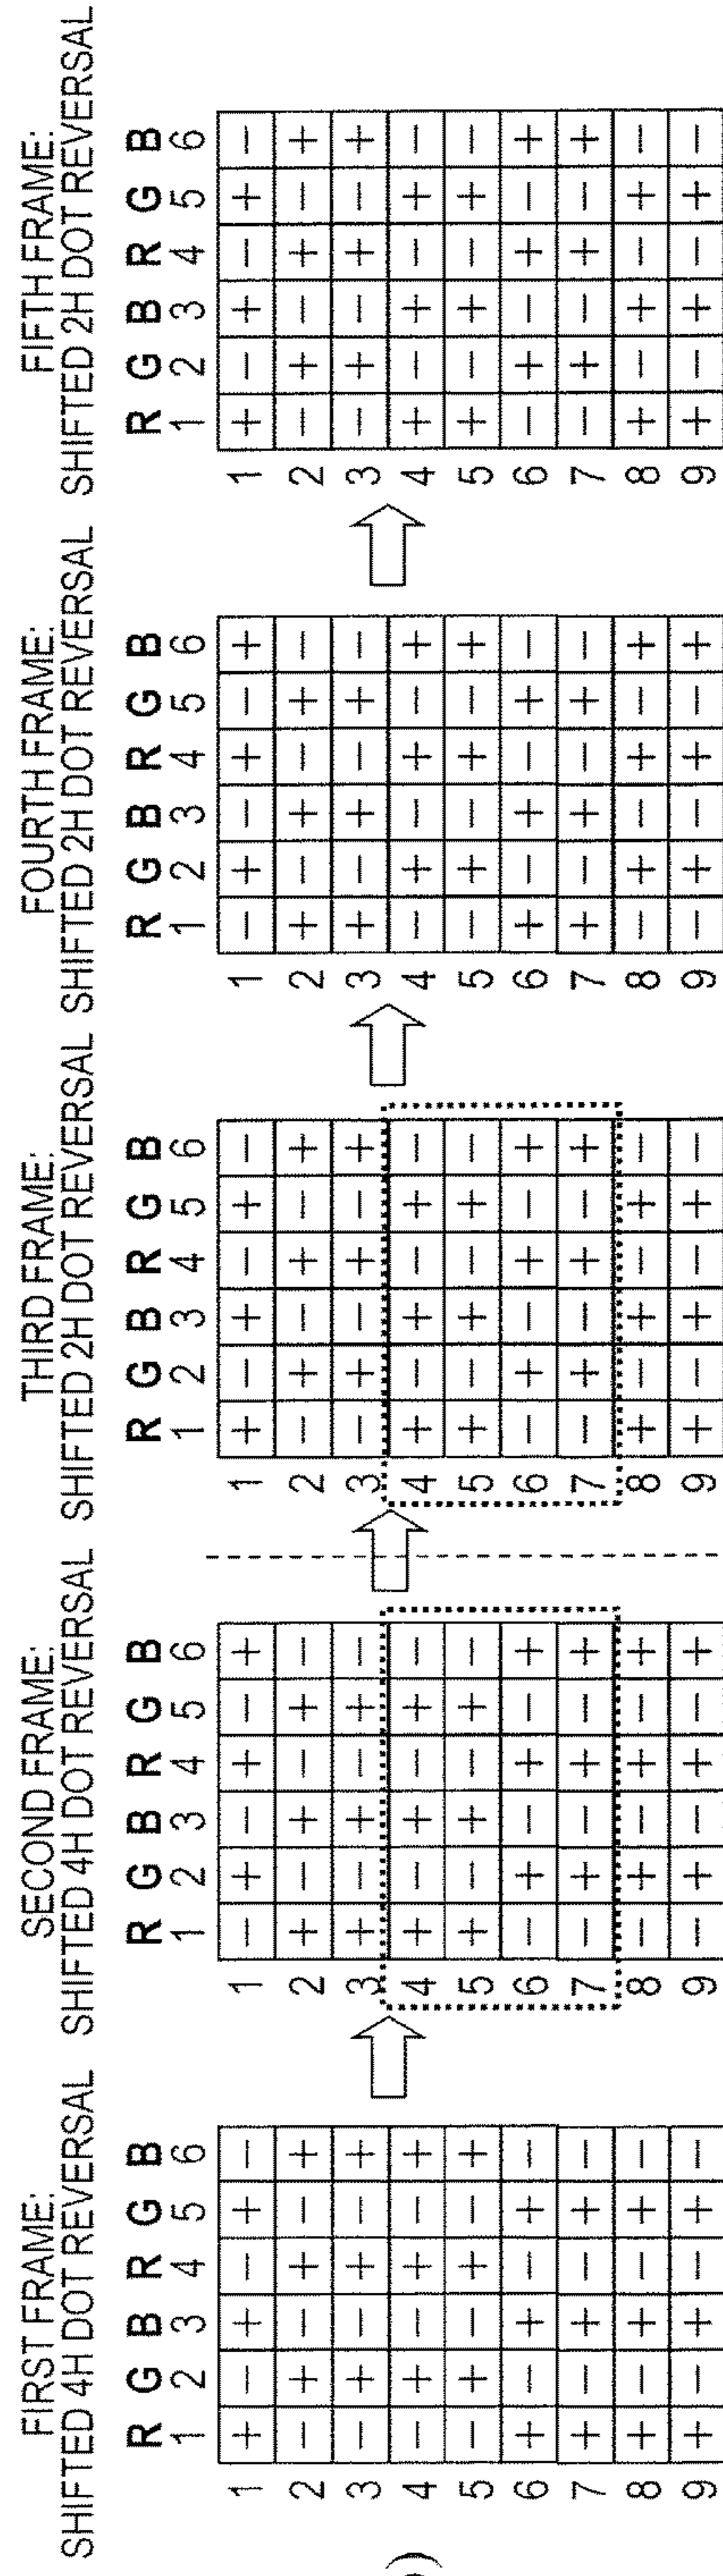 )
FIRST FRAME:
SHIFTED 4H DOT REVERSAL
R G B R G B
1 2 3 4 5 6
1 + − + − + −
2 − + − + − +
3 − + − + − +
4 − + − + − +
5 − + − + − +
6 + − + − + −
7 + − + − + −
8 + − + − + −
9 + − + − + −
SECOND FRAME:
SHIFTED 4H DOT REVERSAL
R G B R G B
1 2 3 4 5 6
1 − + − + − +
2 + − + − + −
3 + − + − + −
4 + − + − + −
5 + − + − + −
6 − + − + − +
7 − + − + − +
8 − + − + − +
9 − + − + − +
THIRD FRAME:
SHIFTED 2H DOT REVERSAL
R G B R G B
1 2 3 4 5 6
1 + − + − + −
2 − + − + − +
3 − + − + − +
4 + − + − + −
5 + − + − + −
6 − + − + − +
7 − + − + − +
8 + − + − + −
9 + − + − + −
FOURTH FRAME:
SHIFTED 2H DOT REVERSAL
R G B R G B
1 2 3 4 5 6
1 − + − + − +
2 + − + − + −
3 + − + − + −
4 − + − + − +
5 − + − + − +
6 + − + − + −
7 + − + − + −
8 − + − + − +
9 − + − + − +
FIFTH FRAME:
SHIFTED 2H DOT REVERSAL
R G B R G B
1 2 3 4 5 6
1 + − + − + −
2 − + − + − +
3 − + − + − +
4 + − + − + −
5 + − + − + −
6 − + − + − +
7 − + − + − +
8 + − + − + −
9 + − + − + −